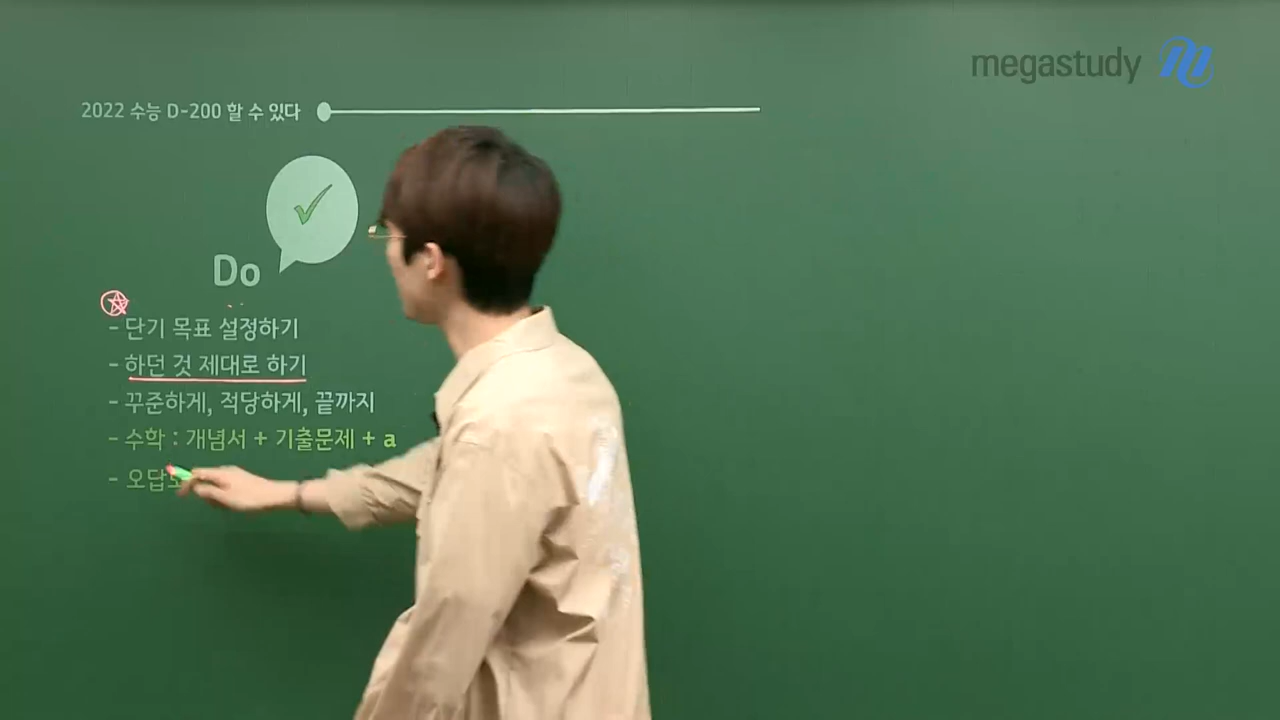 megastudy
2022 수능 D-200 할 수 있다
Do
- 단기 목표 설정하기
- 하던 것 제대로 하기
- 꾸준하게, 적당하게, 끝까지
- 수학 : 개념서 + 기출문제 + a
-